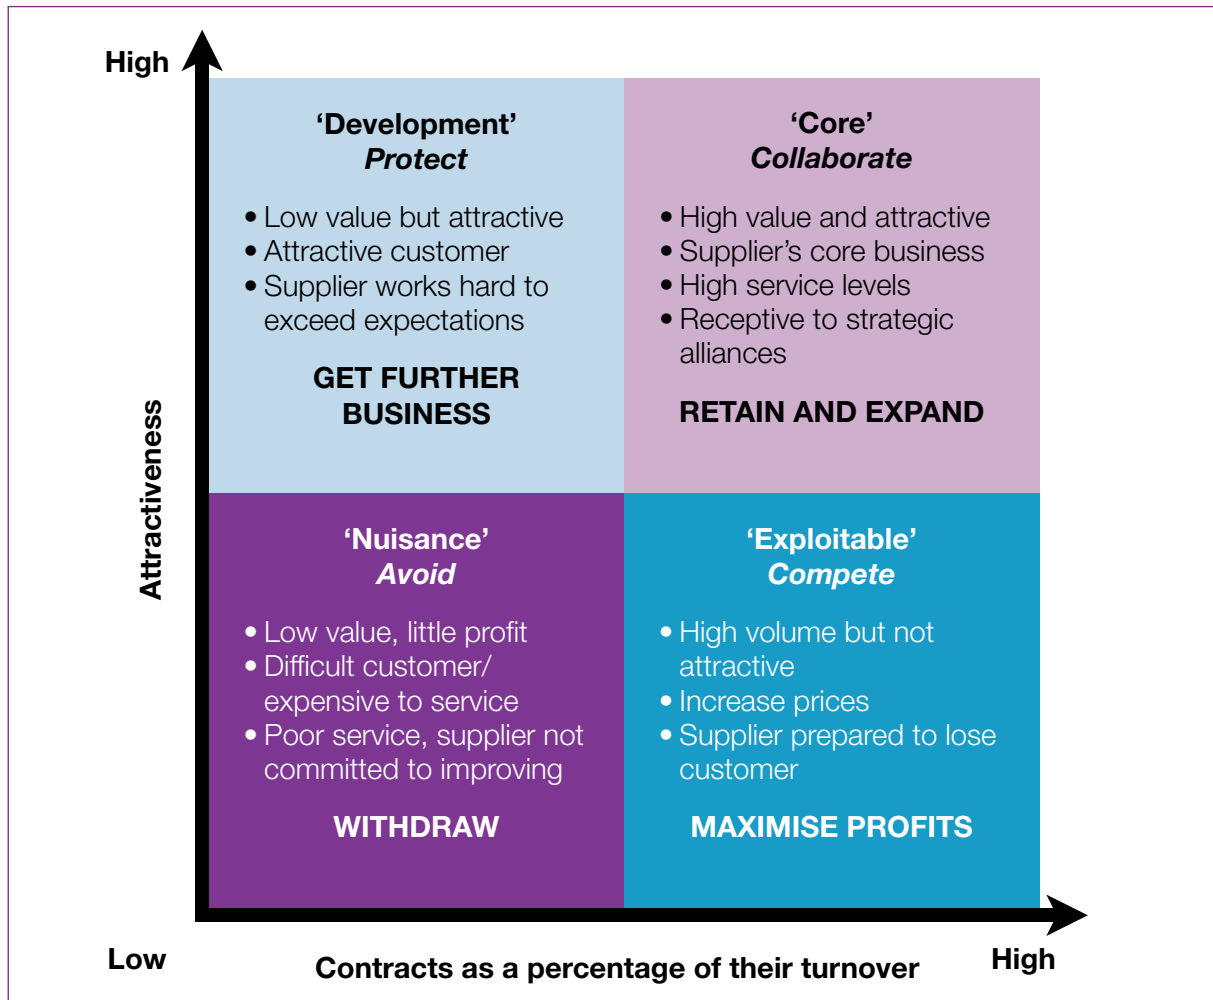 High
‘Development’
Protect
• Low value but attractive
• Attractive customer
• Supplier works hard to
exceed expectations
GET FURTHER
BUSINESS
‘Core’
Collaborate
• High value and attractive
• Supplier’s core business
• High service levels
• Receptive to strategic
alliances
RETAIN AND EXPAND
Attractiveness
‘Nuisance’
Avoid
• Low value, little profit
• Difficult customer/
expensive to service
• Poor service, supplier not
committed to improving
WITHDRAW
‘Exploitable’
Compete
• High volume but not
attractive
• Increase prices
• Supplier prepared to lose
customer
MAXIMISE PROFITS
Low
Contracts as a percentage of their turnover
High